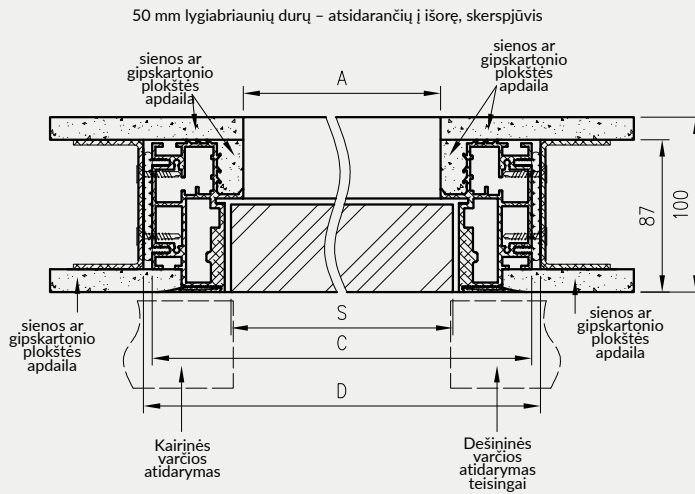 50 mm lygiabriaunių durų – atsidarančių į išorę, skerspjūvis
sienos ar
gipskartonio
plokštės
apdaila
A
sienos ar
gipskartonio
plokštės
apdaila
87
100
sienos ar
gipskartonio
plokštės
apdaila
S
C
D
sienos ar
gipskartonio
plokštės
apdaila
Kairinės
varčios
atidarymas
Dešininės
varčios
atidarymas
teisingai